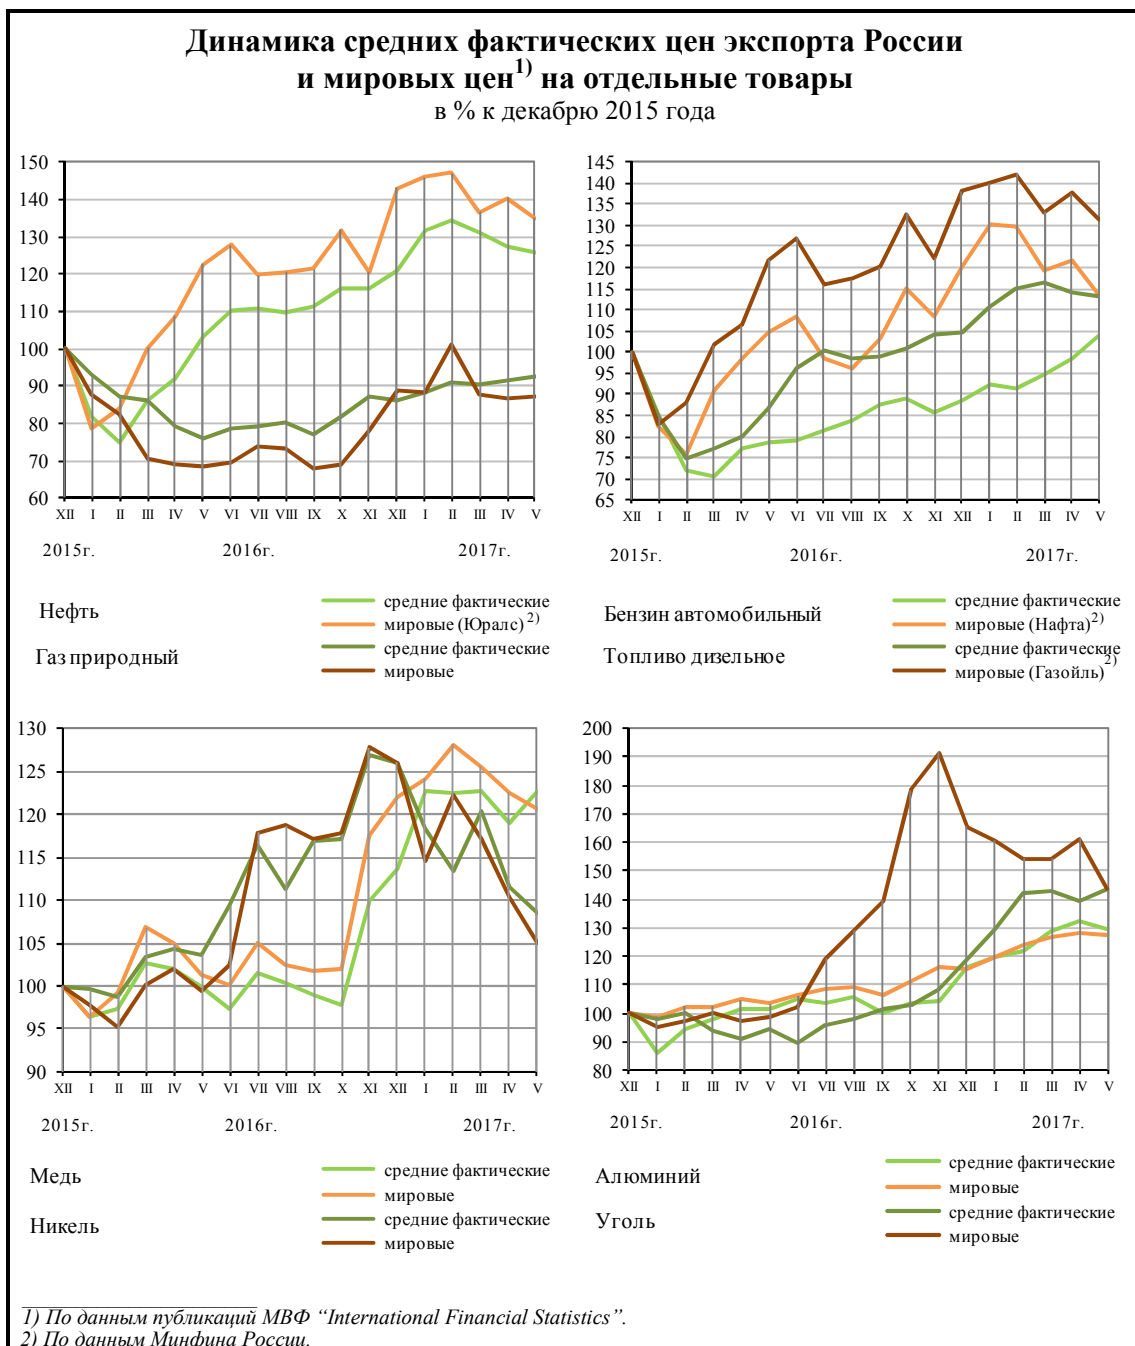 Динамика средних фактических цен экспорта России
и мировых цен1) на отдельные товары
в % к декабрю 2015 года
150
140
130
120
110
100
90
80
70
60
XII I II III IV V VI VII VIII IX X XI XII I II III IV V
2015г. 2016г. 2017г.
Нефть
средние фактические
мировые (Юралс)2)
Газ природный
средние фактические
мировые
145
140
135
130
125
120
115
110
105
100
95
90
85
80
75
70
65
XII I II III IV V VI VII VIII IX X XI XII I II III IV V
2015г. 2016г. 2017г.
Бензин автомобильный
средние фактические
мировые (Нафта)2)
Топливо дизельное
средние фактические
мировые (Газойль)2)
130
125
120
115
110
105
100
95
90
XII I II III IV V VI VII VIII IX X XI XII I II III IV V
2015г. 2016г. 2017г.
Медь
средние фактические
мировые
Никель
средние фактические
мировые
200
190
180
170
160
150
140
130
120
110
100
90
80
XII I II III IV V VI VII VIII IX X XI XII I II III IV V
2015г. 2016г. 2017г.
Алюминий
средние фактические
мировые
Уголь
средние фактические
мировые
1) По данным публикаций МВФ “International Financial Statistics”.
2) По данным Минфина России.